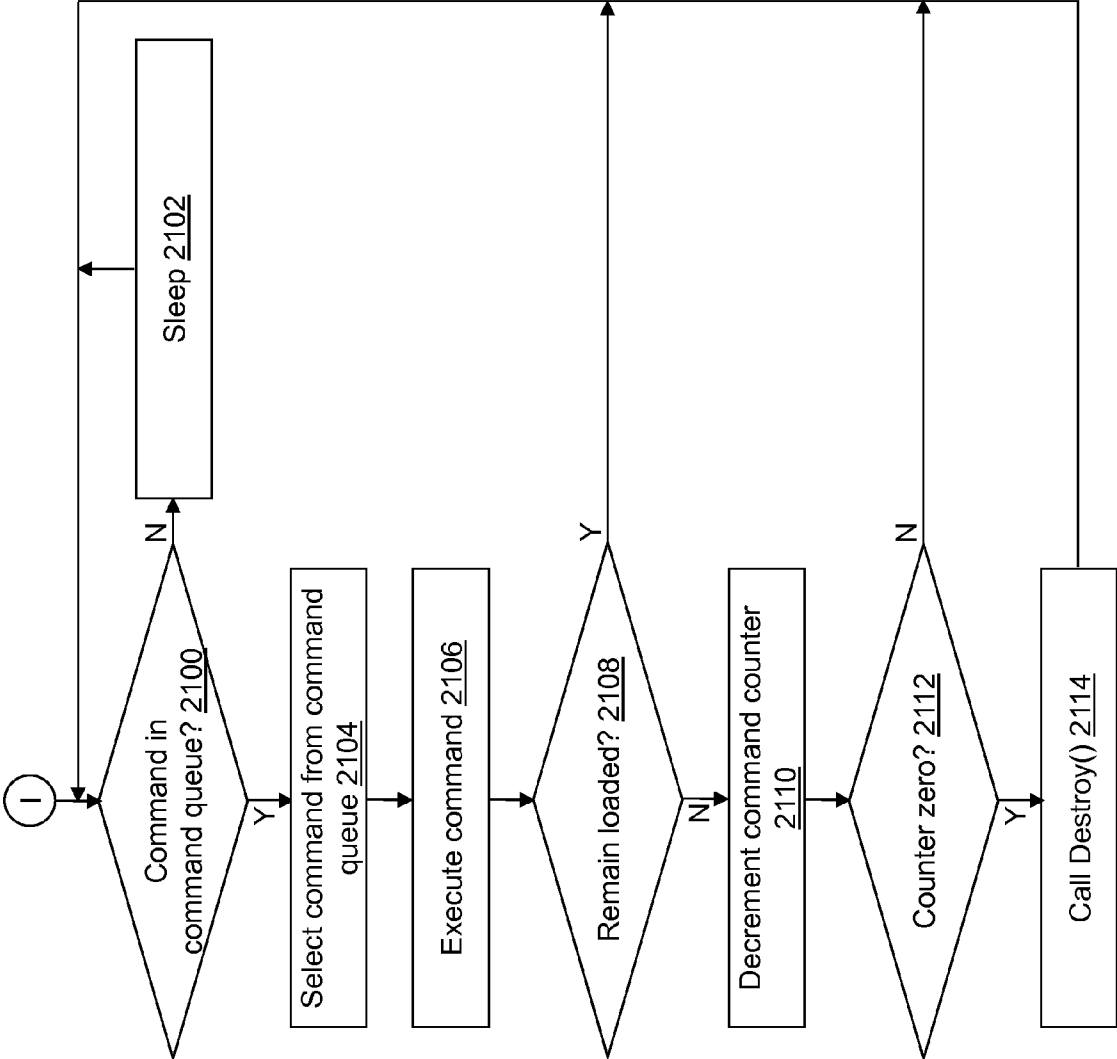 I
Command in
command queue? 2100
N
Sleep 2102
Y
Select command from command
queue 2104
Execute command 2106
Remain loaded? 2108
Y
N
Decrement command counter
2110
Counter zero? 2112
N
Y
Call Destroy() 2114